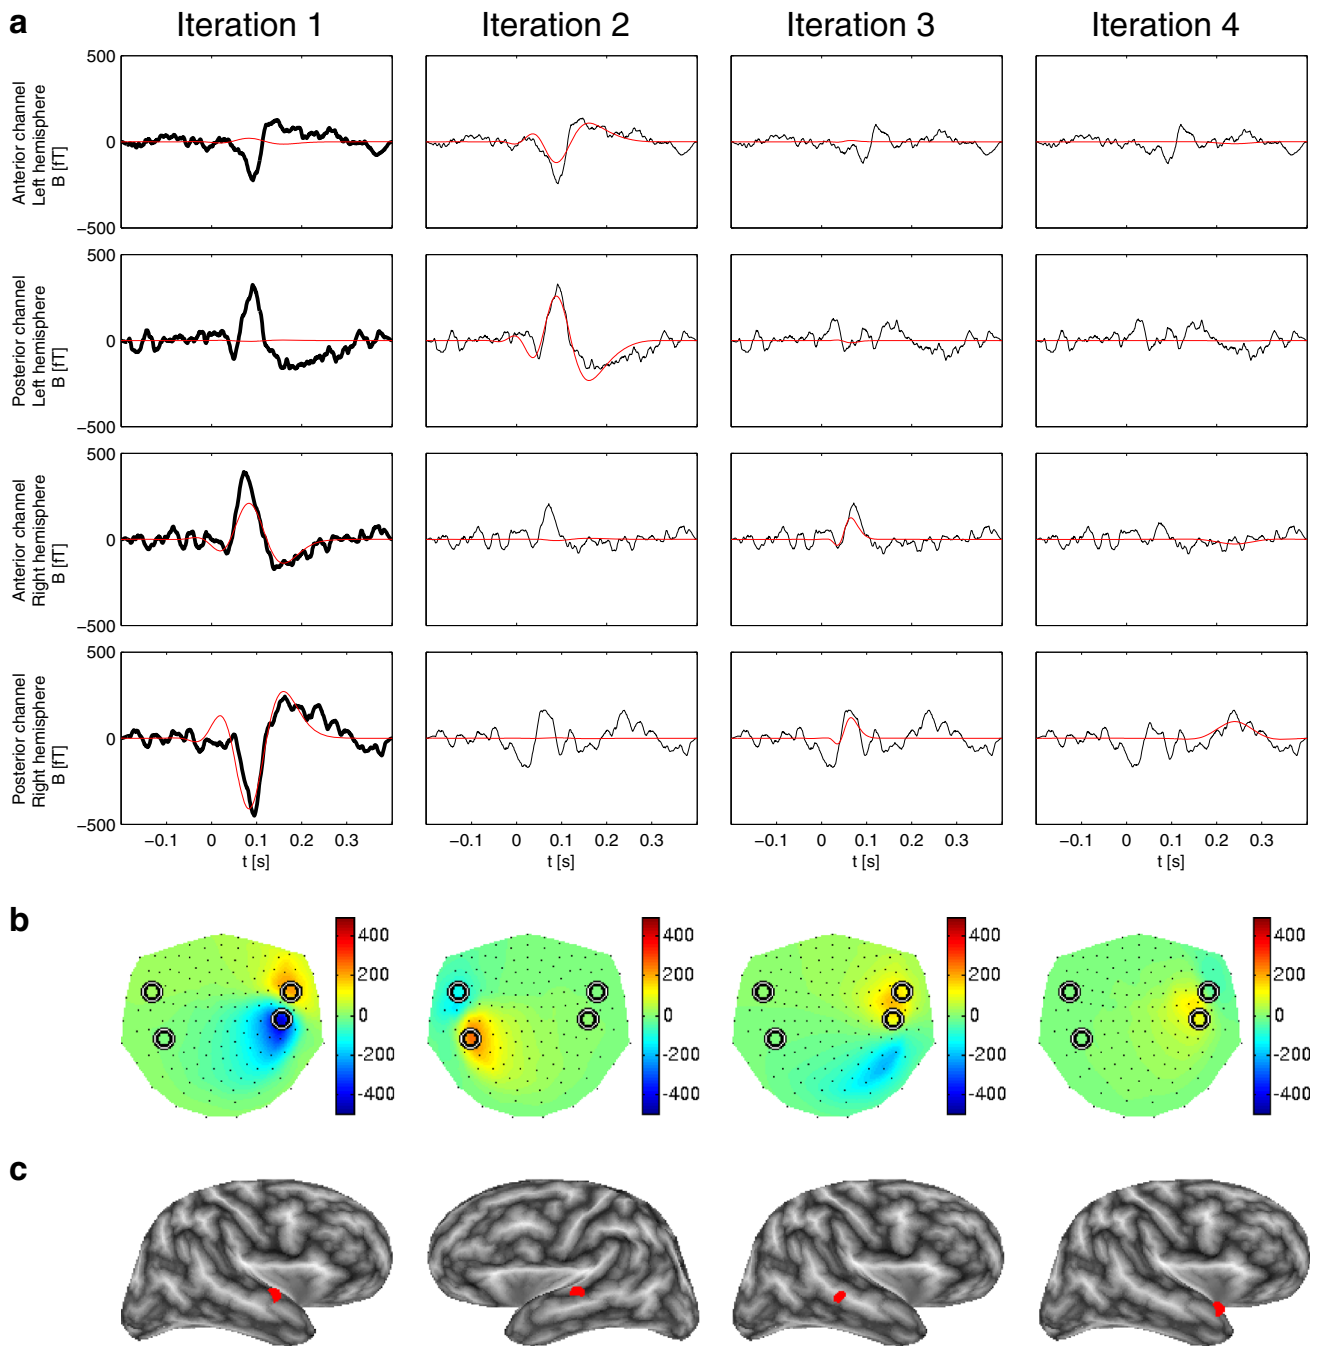 a
Iteration 1
Iteration 2
Iteration 3
Iteration 4
Anterior channel
Left hemisphere
B [fT]
500
0
−500
Posterior channel
Left hemisphere
B [fT]
500
0
−500
Anterior channel
Right hemisphere
B [fT]
500
0
−500
Posterior channel
Right hemisphere
B [fT]
500
0
−500
−0.1 0 0.1 0.2 0.3
−0.1 0 0.1 0.2 0.3
−0.1 0 0.1 0.2 0.3
−0.1 0 0.1 0.2 0.3
t [s]
t [s]
t [s]
t [s]
b
400
200
0
-200
-400
400
200
0
-200
-400
400
200
0
-200
-400
400
200
0
-200
-400
c